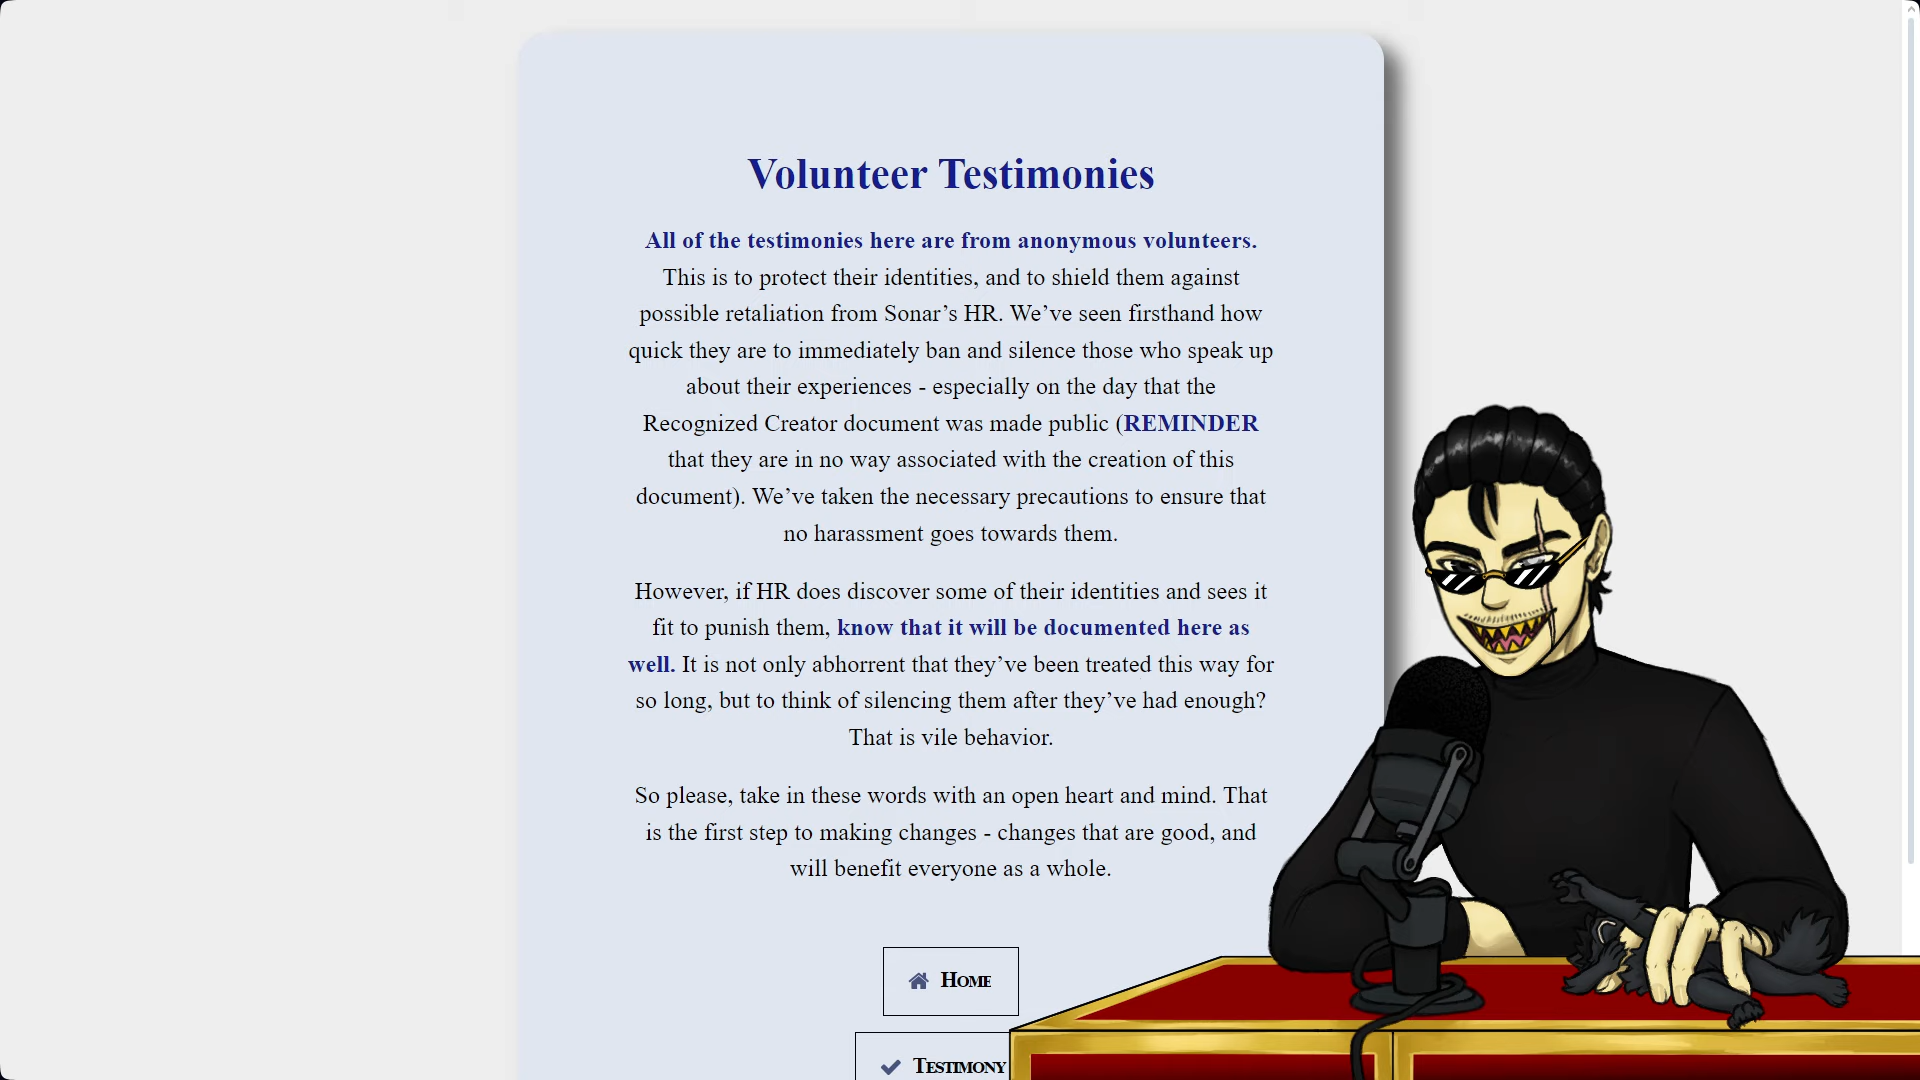 Volunteer Testimonies
All of the testimonies here are from anonymous volunteers.
This is to protect their identities, and to shield them against
possible retaliation from Sonar’s HR. We’ve seen firsthand how
quick they are to immediately ban and silence those who speak up
about their experiences - especially on the day that the
Recognized Creator document was made public (REMINDER
that they are in no way associated with the creation of this
document). We’ve taken the necessary precautions to ensure that
no harassment goes towards them.
However, if HR does discover some of their identities and sees it
fit to punish them, know that it will be documented here as
well. It is not only abhorrent that they’ve been treated this way for
so long, but to think of silencing them after they’ve had enough?
That is vile behavior.
So please, take in these words with an open heart and mind. That
is the first step to making changes - changes that are good, and
will benefit everyone as a whole.
Home
Testimony